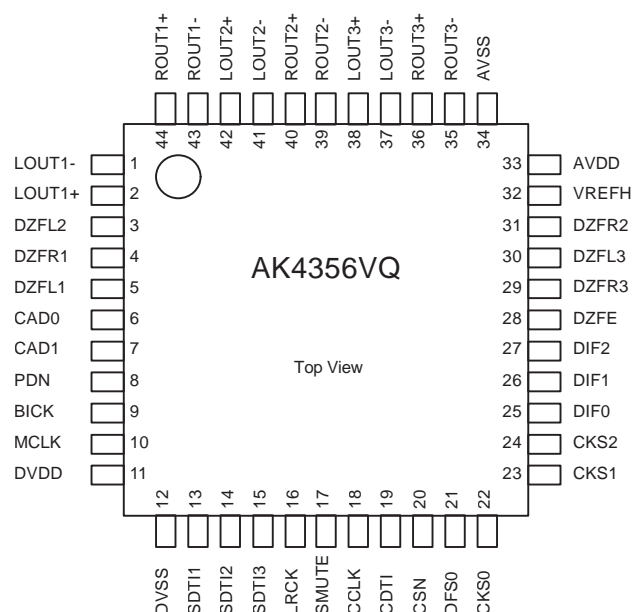 ROUT1+
ROUT1-
LOUT2+
LOUT2-
ROUT2+
ROUT2-
LOUT3+
LOUT3-
ROUT3+
ROUT3-
AVSS
44
43
42
41
40
39
38
37
36
35
34
LOUT1- 1
LOUT1+ 2
DZFL2 3
DZFR1 4
DZFL1 5
CAD0 6
CAD1 7
PDN 8
BICK 9
MCLK 10
DVDD 11
AK4356VQ
Top View
33 AVDD
32 VREFH
31 DZFR2
30 DZFL3
29 DZFR3
28 DZFE
27 DIF2
26 DIF1
25 DIF0
24 CKS2
23 CKS1
12
13
14
15
16
17
18
19
20
21
22
DVSS
SDTI1
SDTI2
SDTI3
LRCK
SMUTE
CCLK
CDTI
CSN
DFS0
CKS0